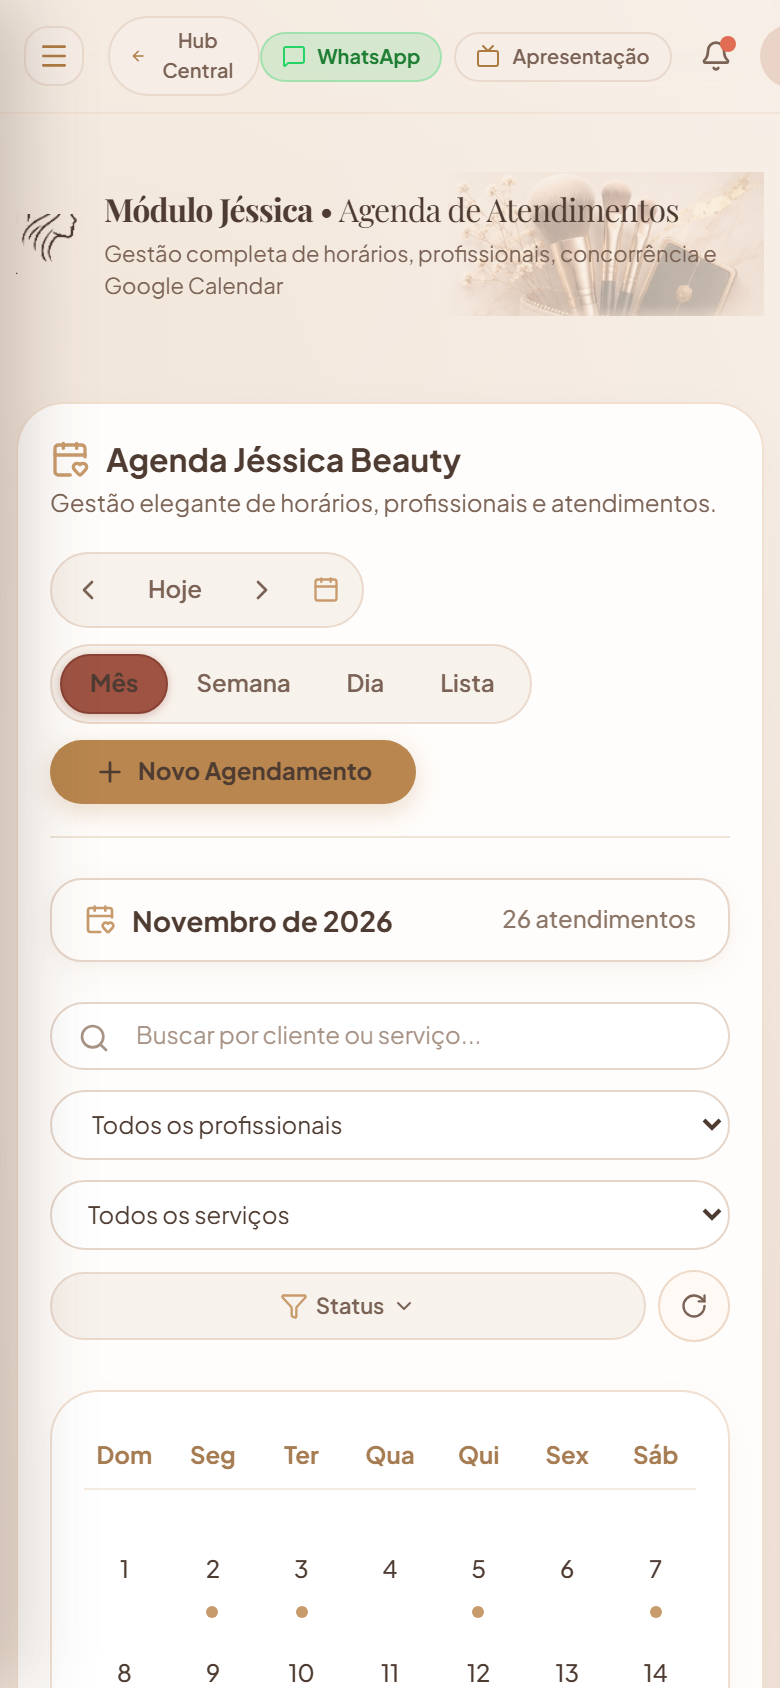 Hub
Central
WhatsApp
Apresentação
Módulo Jéssica • Agenda de Atendimentos
Gestão completa de horários, profissionais, concorrência e
Google Calendar
Agenda Jéssica Beauty
Gestão elegante de horários, profissionais e atendimentos.
Hoje
Mês Semana Dia Lista
Novo Agendamento
Novembro de 2026 26 atendimentos
Buscar por cliente ou serviço...
Todos os profissionais
Todos os serviços
Status
Dom Seg Ter Qua Qui Sex Sáb
1 2 3 4 5 6 7
8 9 10 11 12 13 14